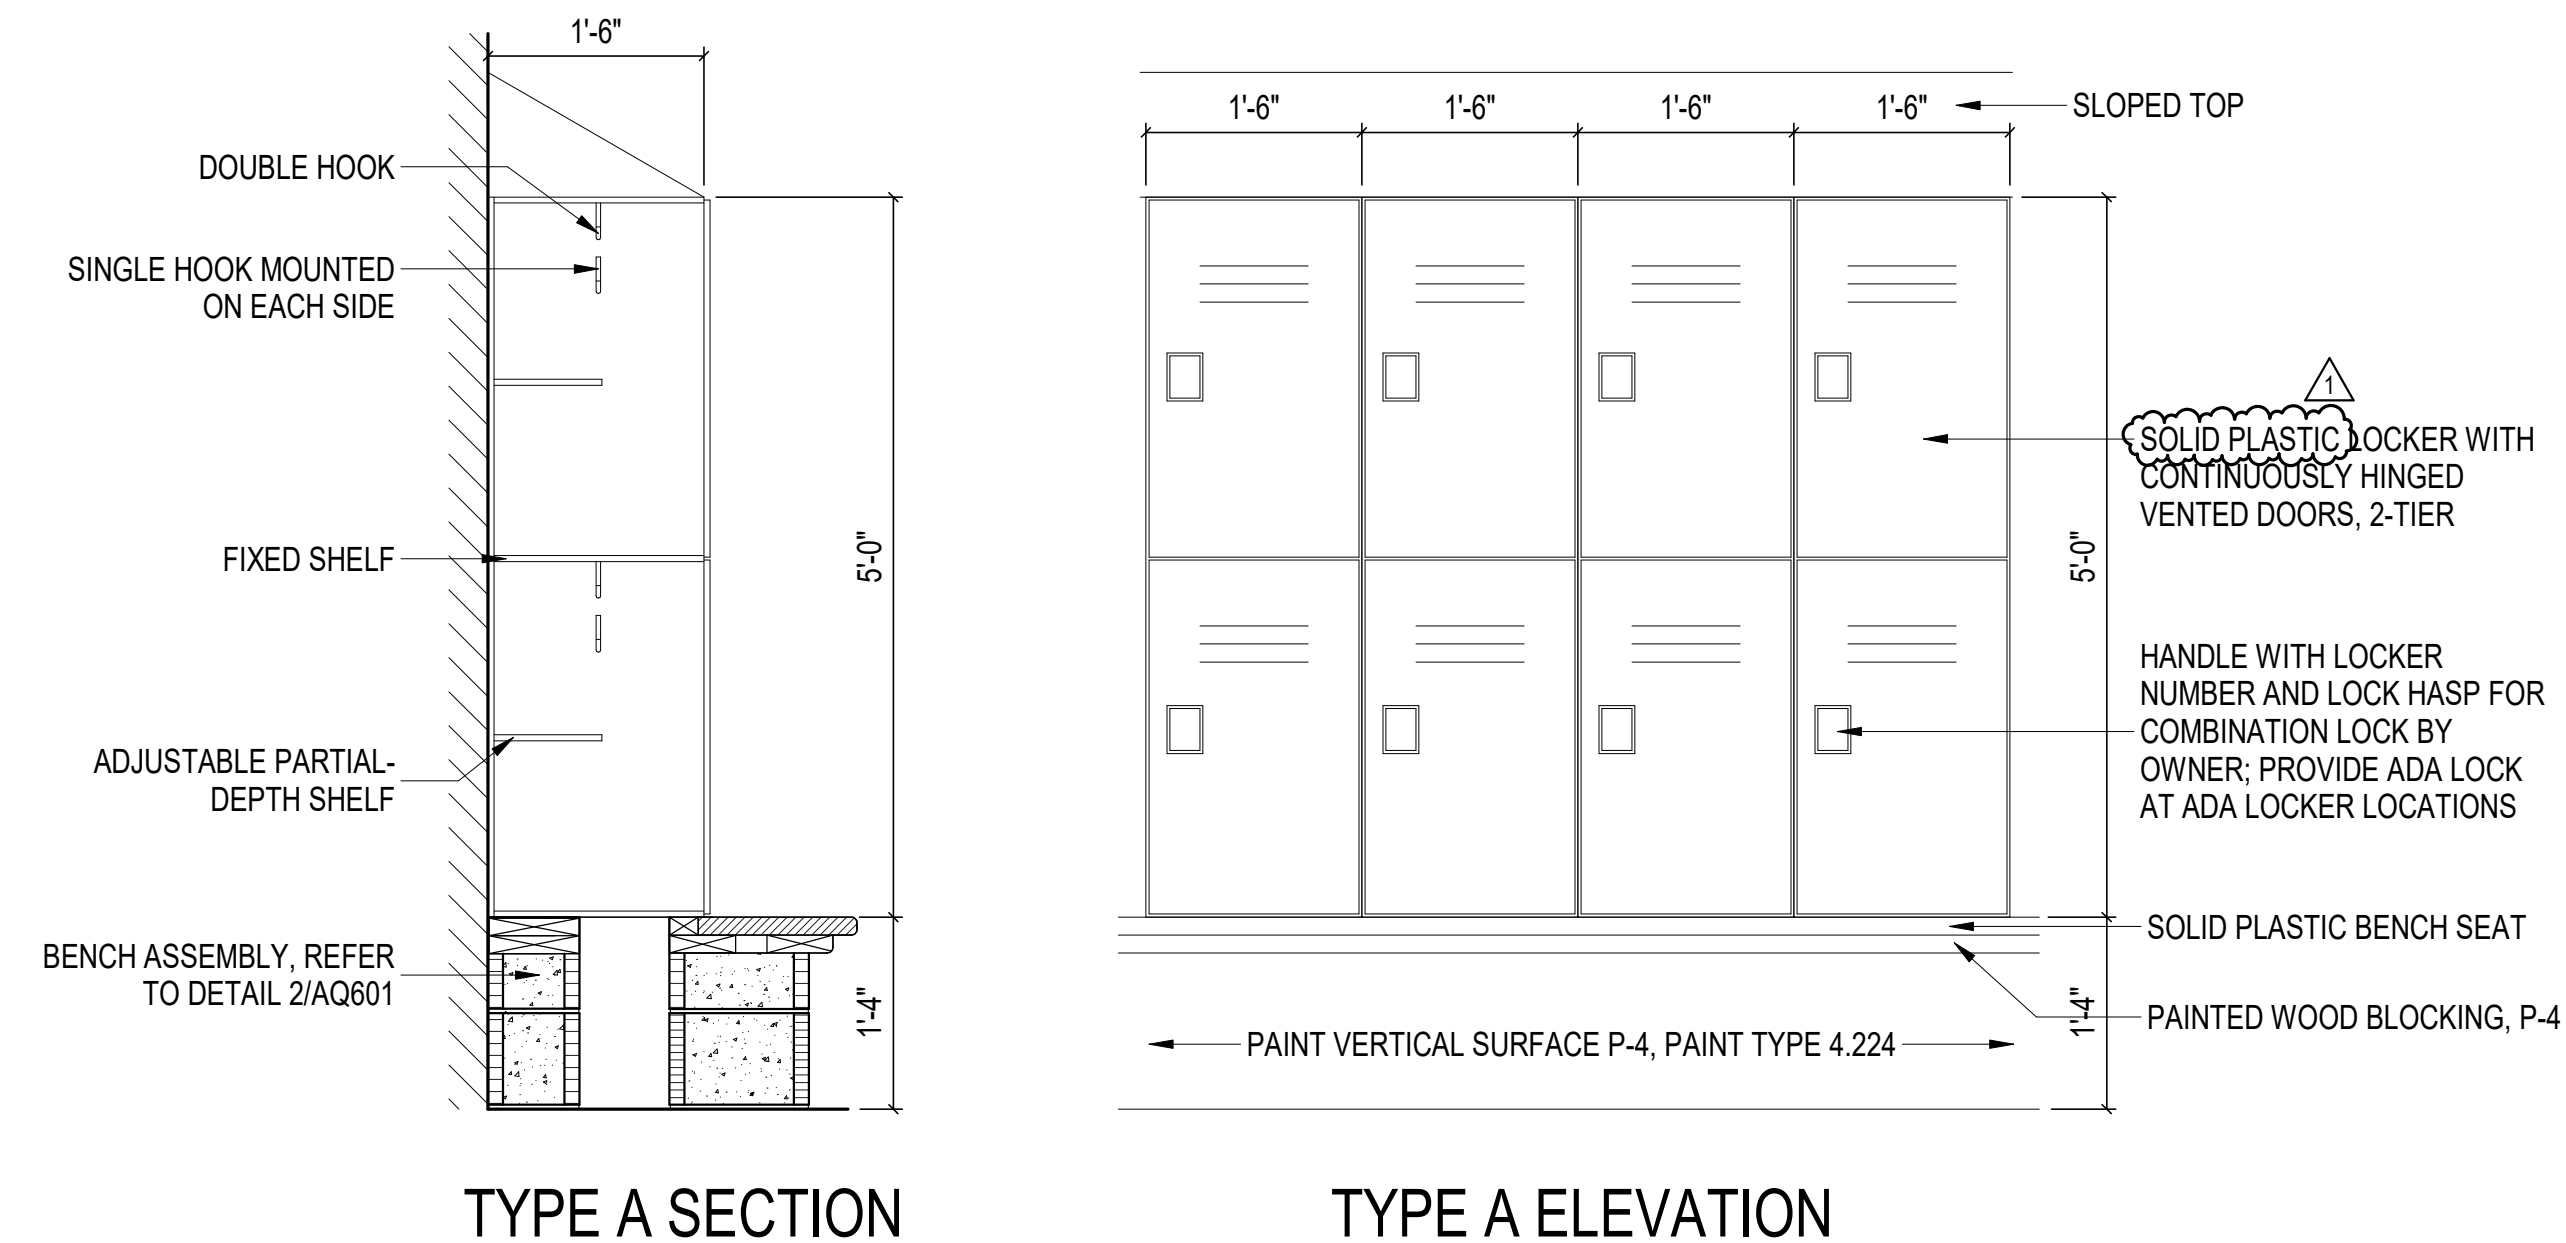 1'-6"
DOUBLE HOOK
SINGLE HOOK MOUNTED
ON EACH SIDE
FIXED SHELF
ADJUSTABLE PARTIAL-
DEPTH SHELF
BENCH ASSEMBLY, REFER
TO DETAIL 2/AQ601
5'-0"
1'-4"
TYPE A SECTION
1'-6" 1'-6" 1'-6" 1'-6"
SLOPED TOP
1
SOLID PLASTIC LOCKER WITH
CONTINUOUSLY HINGED
VENTED DOORS, 2-TIER
5'-0"
HANDLE WITH LOCKER
NUMBER AND LOCK HASP FOR
COMBINATION LOCK BY
OWNER; PROVIDE ADA LOCK
AT ADA LOCKER LOCATIONS
SOLID PLASTIC BENCH SEAT
1'-4"
PAINTED WOOD BLOCKING, P-4
PAINT VERTICAL SURFACE P-4, PAINT TYPE 4.224
TYPE A ELEVATION